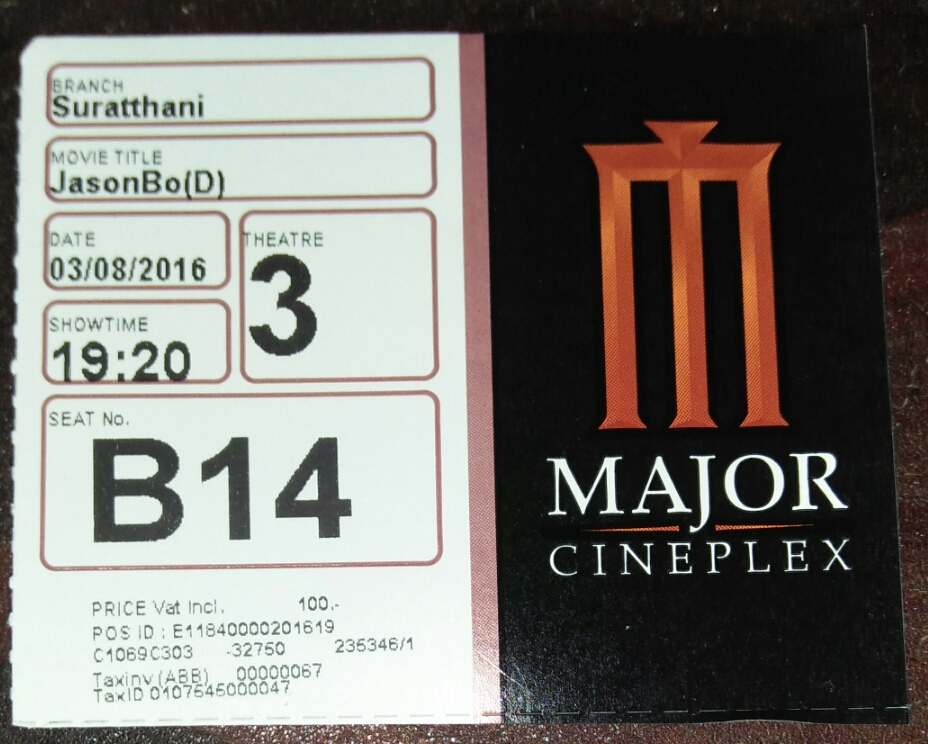 BRANCH
Suratthani
MOVIE TITLE
JasonBo(D)
DATE
03/08/2016
THEATRE
3
SHOWTIME
19:20
SEAT No.
B14
PRICE Vat Incl. 100.-
POS ID : E11840000201619
C1069C303 -32750 235346/1
Taxinv (ABB) 00000067
TaxID 0107545000047
MAJOR
CINEPLEX